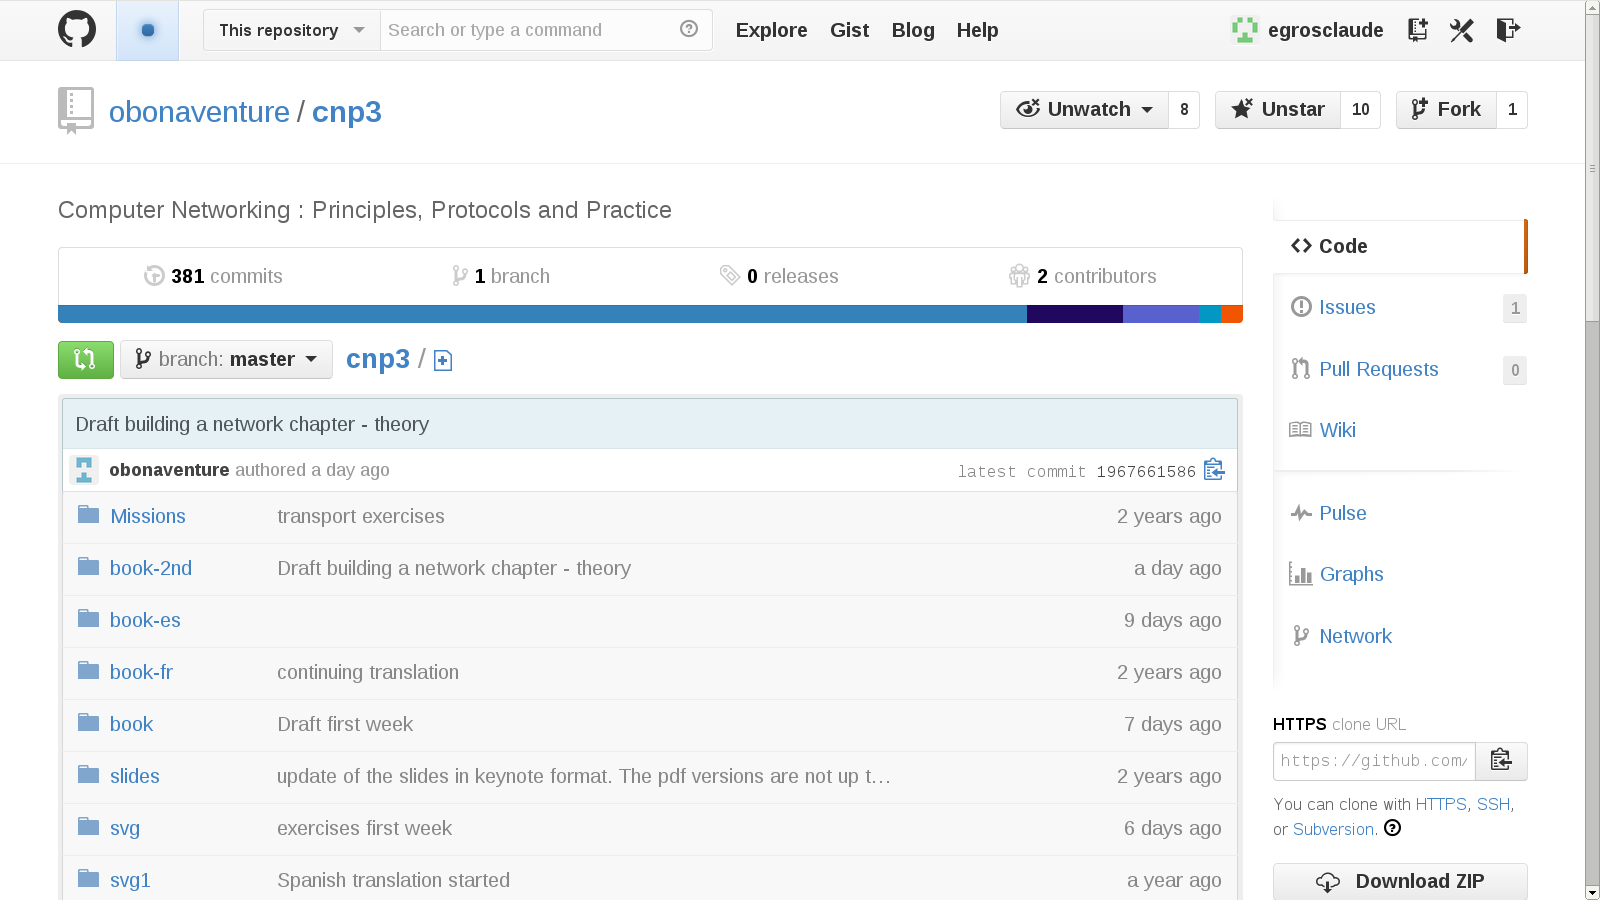 This repository Search or type a command Explore Gist Blog Help egrosclaude
obonaventure / cnp3 Unwatch 8 Unstar 10 Fork 1
Computer Networking : Principles, Protocols and Practice
381 commits 1 branch 0 releases 2 contributors
branch: master cnp3 /
Draft building a network chapter - theory
obonaventure authored a day ago latest commit 1967661586
Missions transport exercises 2 years ago
book-2nd Draft building a network chapter - theory a day ago
book-es 9 days ago
book-fr continuing translation 2 years ago
book Draft first week 7 days ago
slides update of the slides in keynote format. The pdf versions are not up t… 2 years ago
svg exercises first week 6 days ago
svg1 Spanish translation started a year ago
Code
Issues 1
Pull Requests 0
Wiki
Pulse
Graphs
Network
HTTPS clone URL
https://github.com/
You can clone with HTTPS, SSH,
or Subversion.
Download ZIP